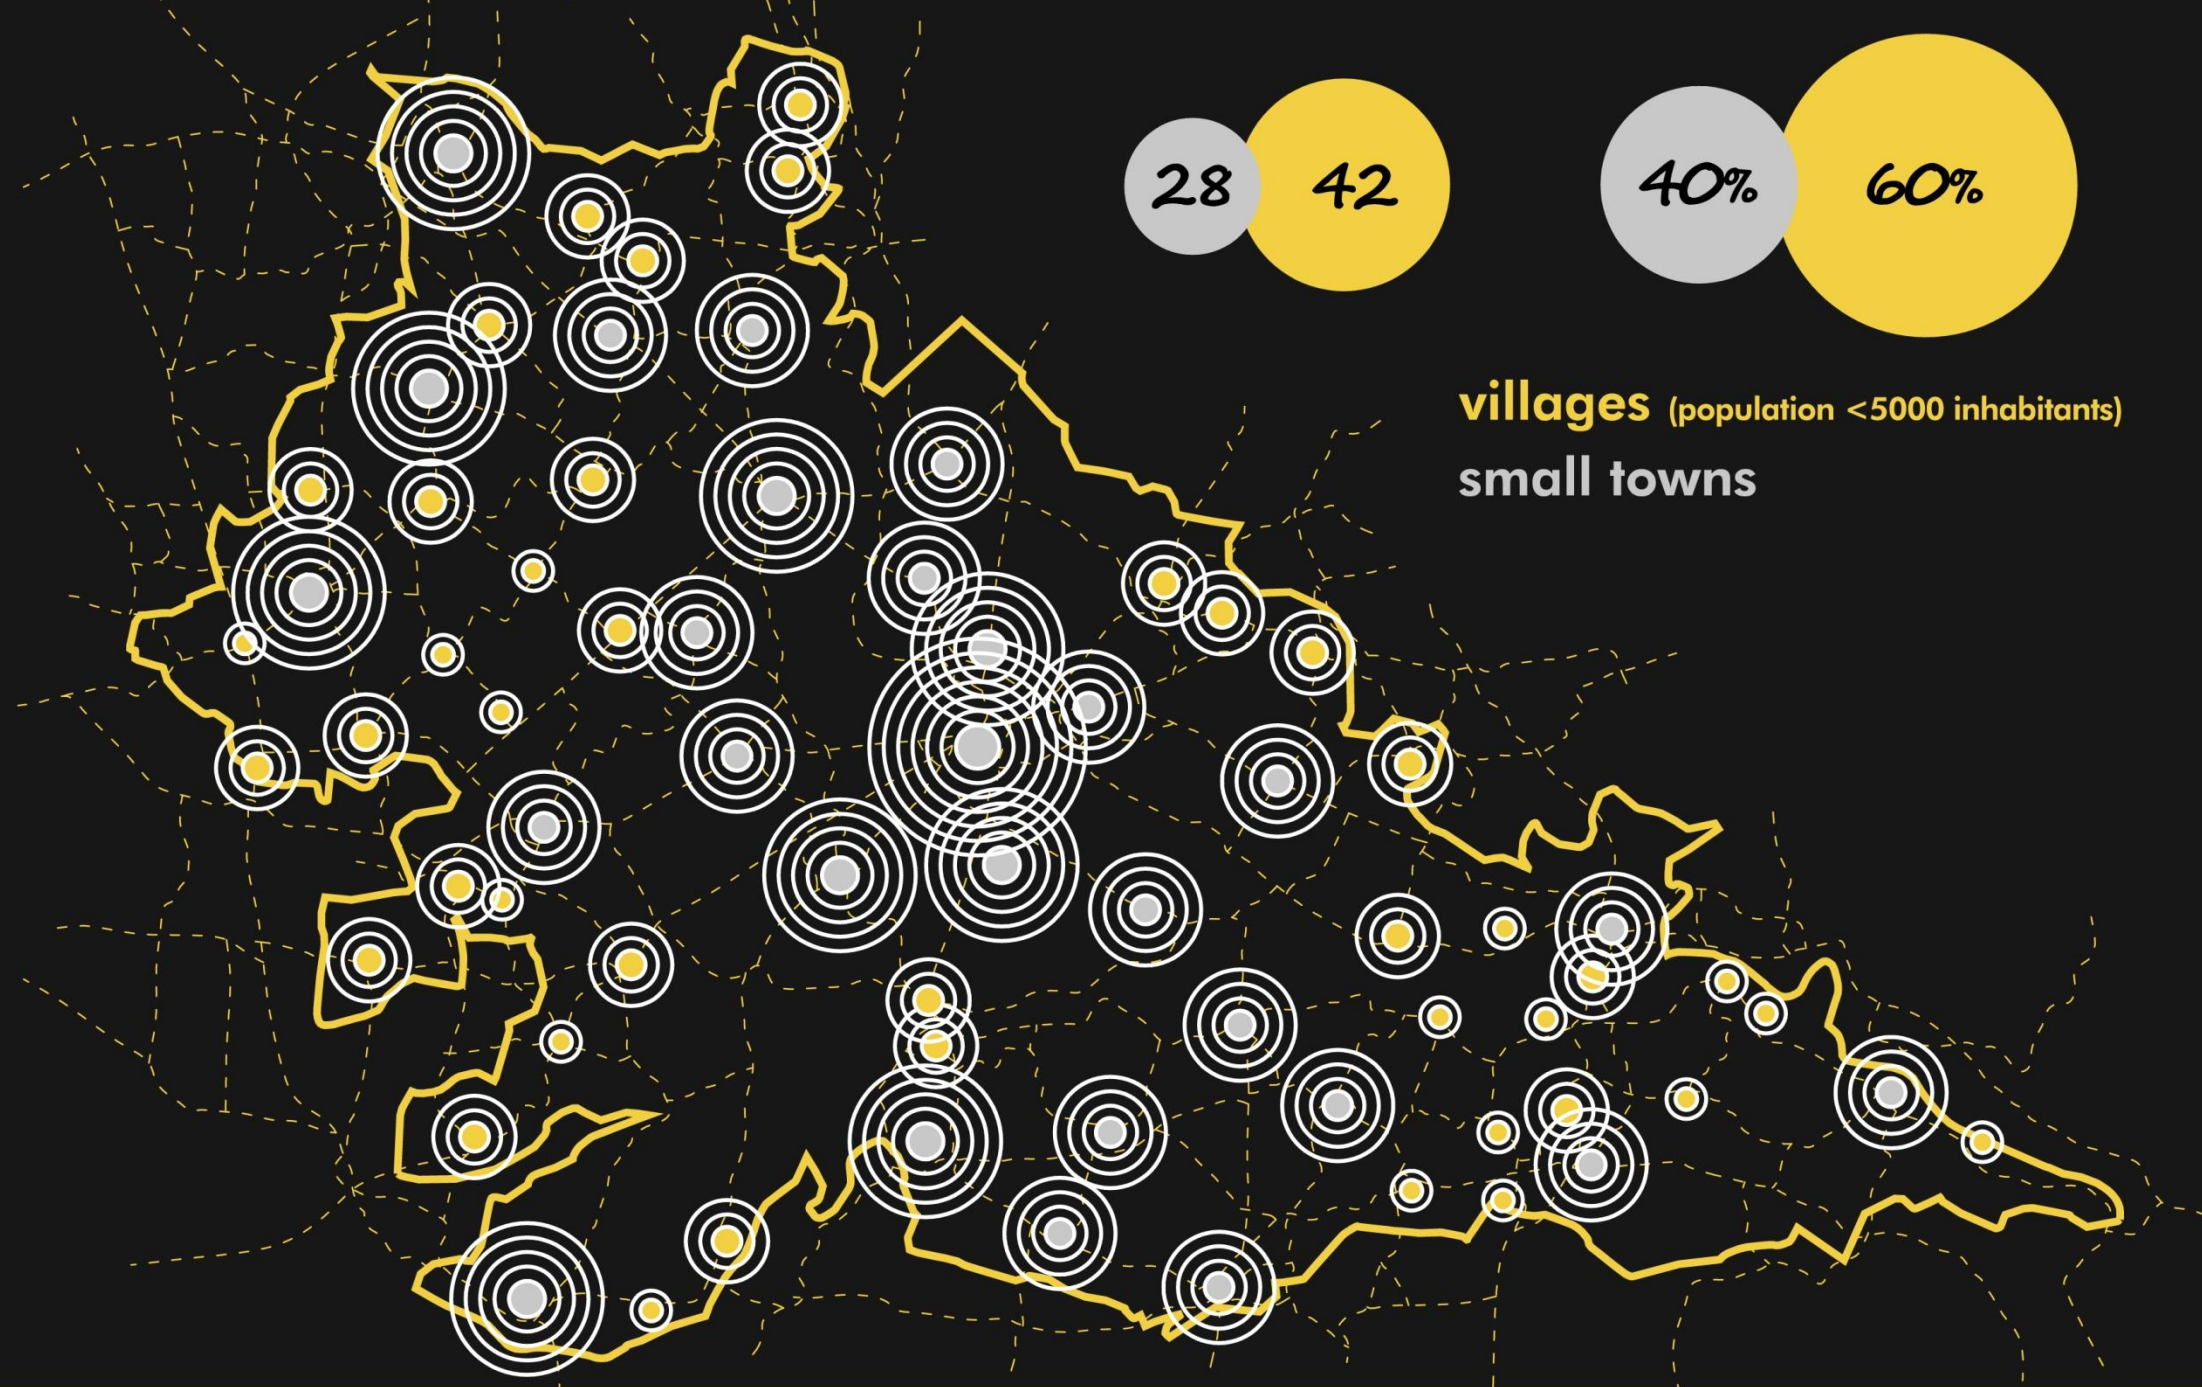 28 42 40% 60%
villages (population <5000 inhabitants)
small towns